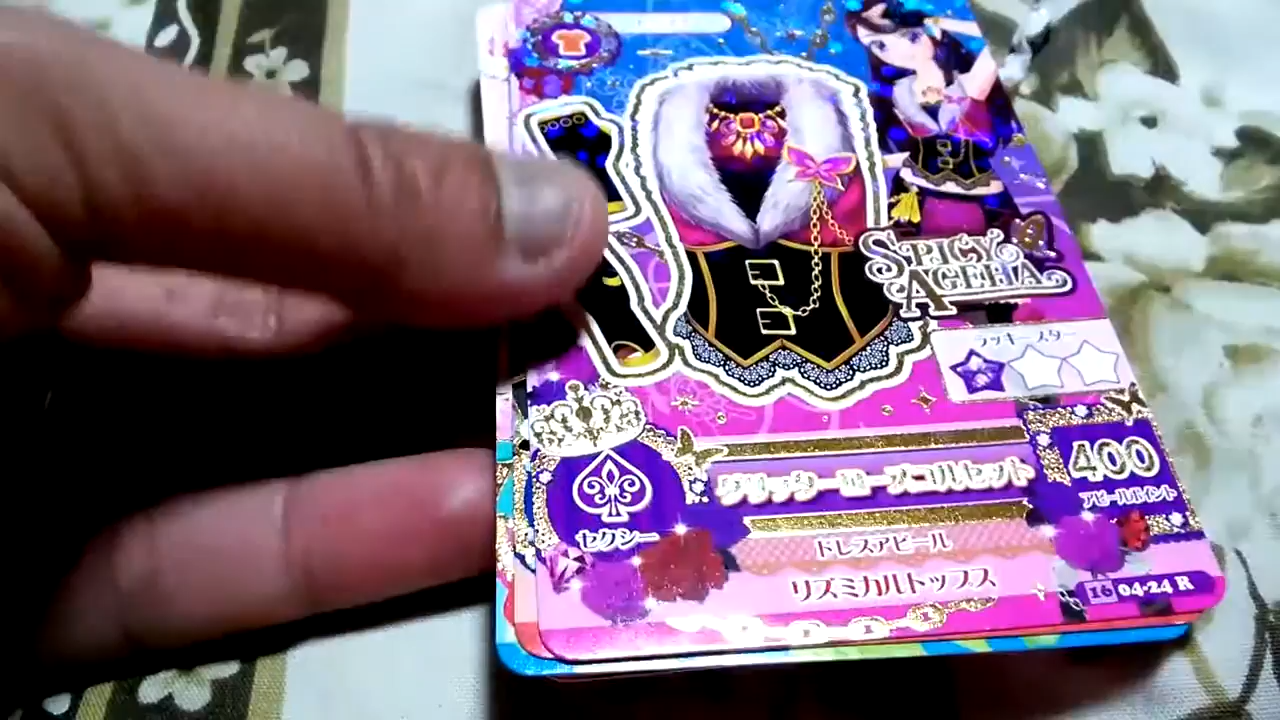 SPICY
AGEHA
ラッキースター
400
アピールポイント
グリッターローズコルセット
セクシー
ドレスアピール
リズミカルトップス
16 04-24 R